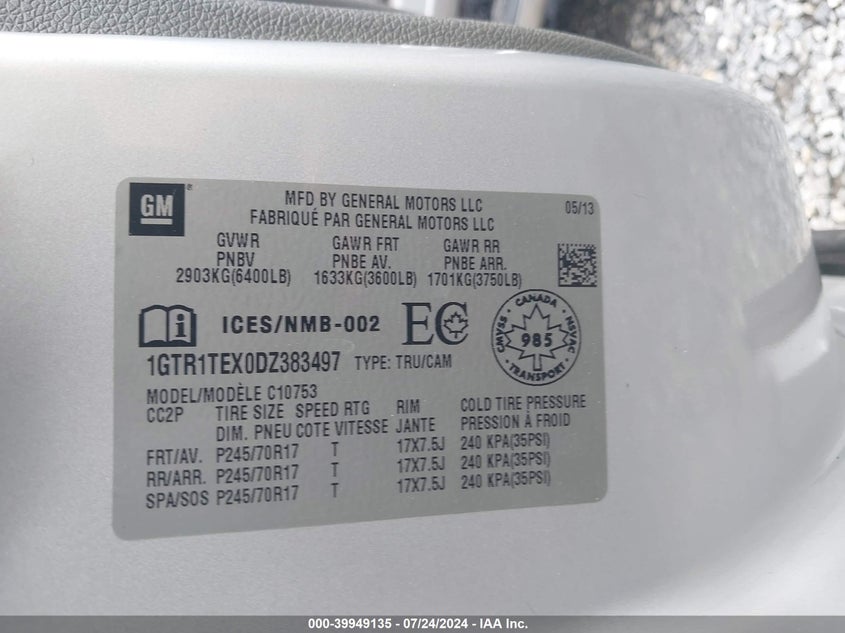 GM
MFD BY GENERAL MOTORS LLC
FABRIQUÉ PAR GENERAL MOTORS LLC
05/13
GVWR GAWR FRT GAWR RR
PNBV PNBE AV. PNBE ARR.
2903KG(6400LB) 1633KG(3600LB) 1701KG(3750LB)
i ICES/NMB-002 EC
CANADA
CMVSS 985 NSVAC
TRANSPORT
1GTR1TEX0DZ383497 TYPE: TRU/CAM
MODEL/MODÈLE C10753
CC2P TIRE SIZE SPEED RTG RIM COLD TIRE PRESSURE
DIM. PNEU COTE VITESSE JANTE PRESSION À FROID
FRT/AV. P245/70R17 T 17X7.5J 240 KPA(35PSI)
RR/ARR. P245/70R17 T 17X7.5J 240 KPA(35PSI)
SPA/SOS P245/70R17 T 17X7.5J 240 KPA(35PSI)
000-39949135 - 07/24/2024 - IAA Inc.